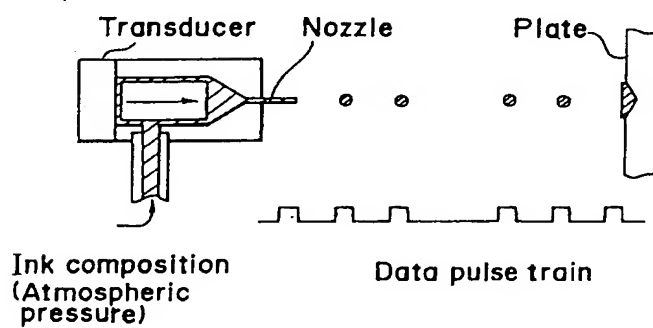 Transducer Nozzle Plate
Ink composition
(Atmospheric
pressure)
Data pulse train